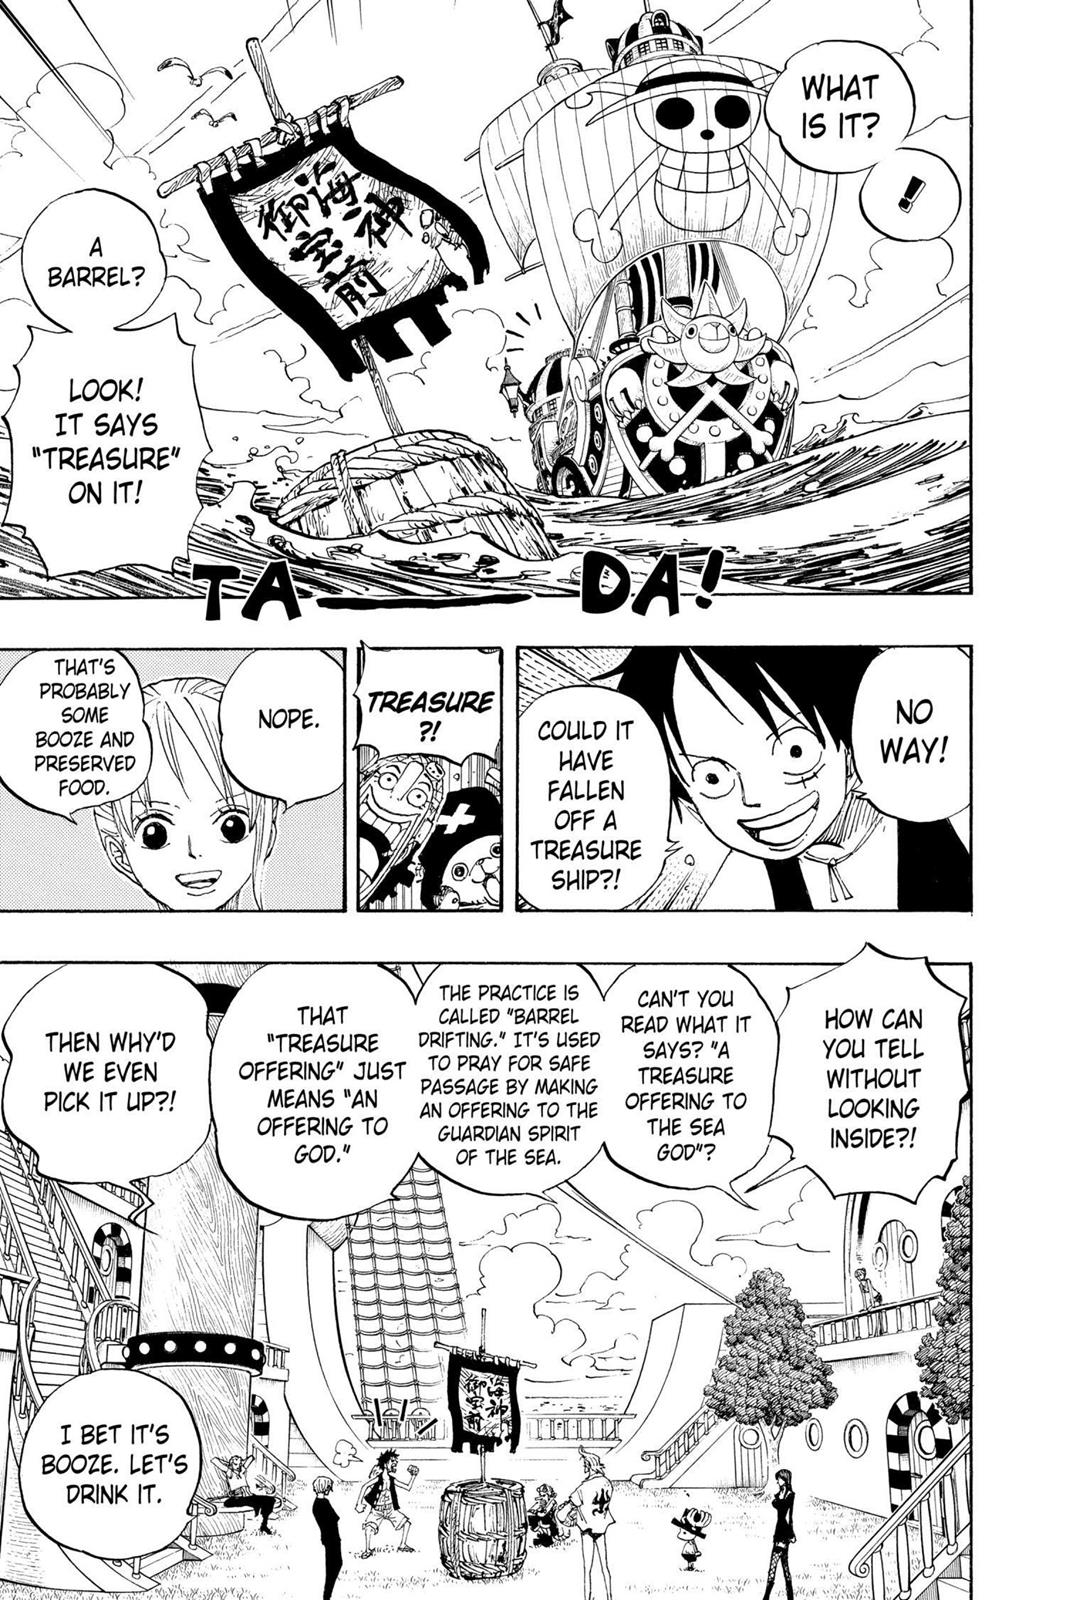 WHAT
IS IT?
!
A
BARREL?
LOOK!
IT SAYS
"TREASURE"
ON IT!
海神
御宝前
TA
DA!
NO
WAY!
COULD IT
HAVE
FALLEN
OFF A
TREASURE
SHIP?!
TREASURE
?!
NOPE.
THAT'S
PROBABLY
SOME
BOOZE AND
PRESERVED
FOOD.
HOW CAN
YOU TELL
WITHOUT
LOOKING
INSIDE?!
CAN'T YOU
READ WHAT IT
SAYS? "A
TREASURE
OFFERING TO
THE SEA
GOD"?
THE PRACTICE IS
CALLED "BARREL
DRIFTING." IT'S USED
TO PRAY FOR SAFE
PASSAGE BY MAKING
AN OFFERING TO THE
GUARDIAN SPIRIT
OF THE SEA.
THAT
"TREASURE
OFFERING" JUST
MEANS "AN
OFFERING TO
GOD."
THEN WHY'D
WE EVEN
PICK IT UP?!
海神
御宝前
I BET IT'S
BOOZE. LET'S
DRINK IT.